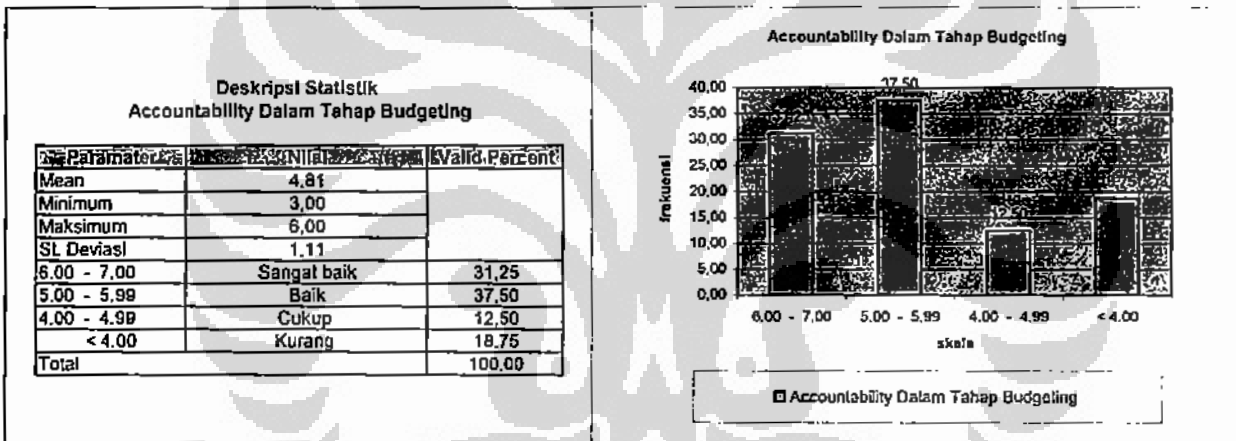 Deskripsi Statistik
Accountability Dalam Tahap Budgeting
Paramater Nilai Valid Percent
Mean 4,81
Minimum 3,00
Maksimum 6,00
St. Deviasi 1,11
6.00 - 7,00 Sangat baik 31,25
5.00 - 5,99 Baik 37,50
4.00 - 4.99 Cukup 12,50
< 4.00 Kurang 18,75
Total 100,00
Accountability Dalam Tahap Budgeting
37,50
40,00
35,00
30,00
25,00
20,00
15,00
12,50
10,00
5,00
0,00
frekuensi
6.00 - 7,00 5.00 - 5,99 4.00 - 4,99 < 4.00
skala
Accountability Dalam Tahap Budgeting